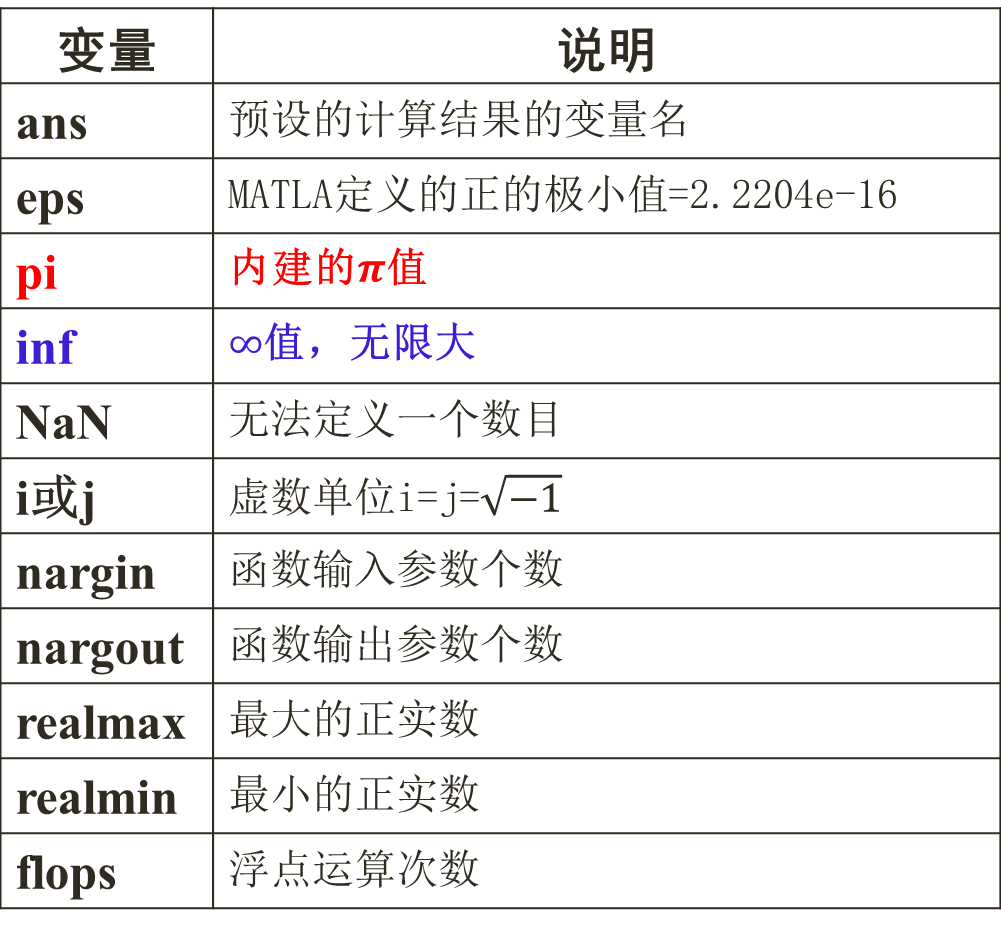 变量 说明
ans 预设的计算结果的变量名
eps MATLA定义的正的极小值=2.2204e-16
pi 内建的π值
inf ∞值，无限大
NaN 无法定义一个数目
i或j 虚数单位i=j=√−1
nargin 函数输入参数个数
nargout 函数输出参数个数
realmax 最大的正实数
realmin 最小的正实数
flops 浮点运算次数